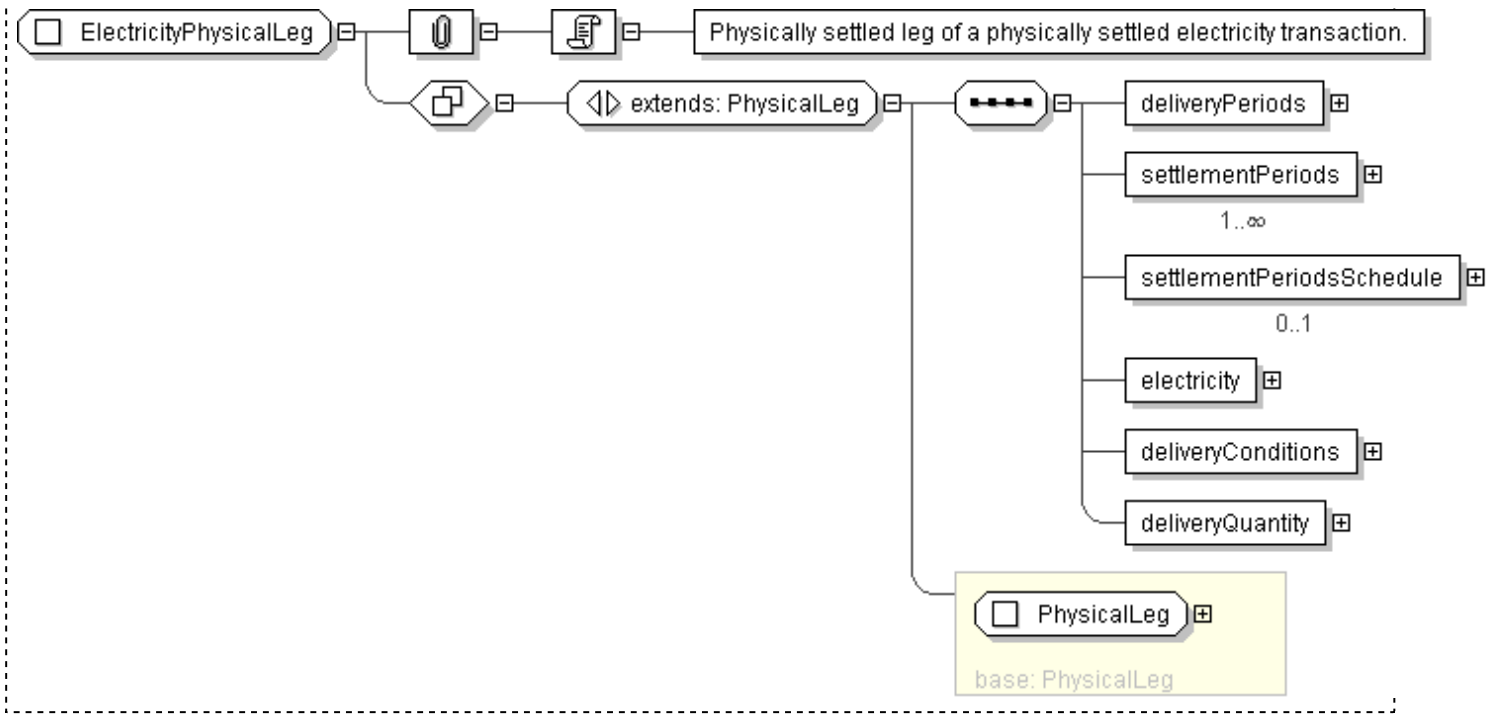 ElectricityPhysicalLeg
Physically settled leg of a physically settled electricity transaction.
extends: PhysicalLeg
deliveryPeriods
settlementPeriods
1..∞
settlementPeriodsSchedule
0..1
electricity
deliveryConditions
deliveryQuantity
PhysicalLeg
base: PhysicalLeg